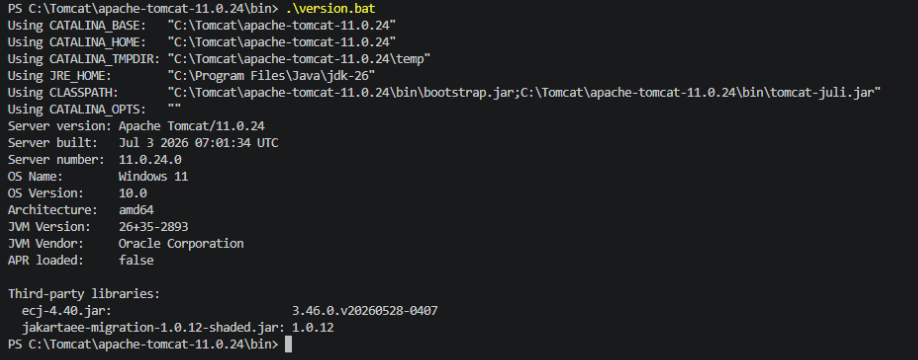 PS C:\Tomcat\apache-tomcat-11.0.24\bin> .\version.bat
Using CATALINA_BASE:   "C:\Tomcat\apache-tomcat-11.0.24"
Using CATALINA_HOME:   "C:\Tomcat\apache-tomcat-11.0.24"
Using CATALINA_TMPDIR: "C:\Tomcat\apache-tomcat-11.0.24\temp"
Using JRE_HOME:        "C:\Program Files\Java\jdk-26"
Using CLASSPATH:       "C:\Tomcat\apache-tomcat-11.0.24\bin\bootstrap.jar;C:\Tomcat\apache-tomcat-11.0.24\bin\tomcat-juli.jar"
Using CATALINA_OPTS:   ""
Server version: Apache Tomcat/11.0.24
Server built:   Jul 3 2026 07:01:34 UTC
Server number:  11.0.24.0
OS Name:        Windows 11
OS Version:     10.0
Architecture:   amd64
JVM Version:    26+35-2893
JVM Vendor:     Oracle Corporation
APR loaded:     false

Third-party libraries:
  ecj-4.40.jar:                          3.46.0.v20260528-0407
  jakartaee-migration-1.0.12-shaded.jar: 1.0.12
PS C:\Tomcat\apache-tomcat-11.0.24\bin>